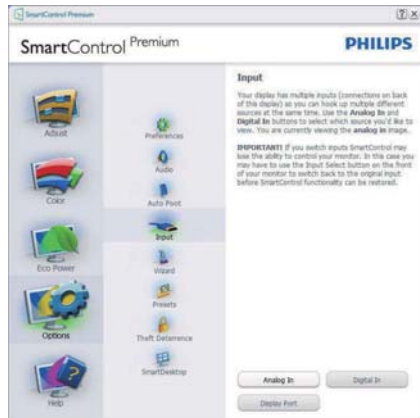 SmartControl Premium
SmartControl Premium
PHILIPS
Adjust
Color
Eco Power
Options
Help
Preferences
Audio
Auto Pivot
Input
Wizard
Presets
Theft Deterrence
SmartDesktop
Input
Your display has multiple inputs (connections on back
of this display) so you can hook up multiple different
sources at the same time. Use the Analog In and
Digital In buttons to select which source you'd like to
view. You are currently viewing the analog in image.
IMPORTANT! If you switch inputs SmartControl may
lose the ability to control your monitor. In this case you
may have to use the Input Select button on the front
of your monitor to switch back to the original input
before SmartControl functionality can be restored.
Analog In
Digital In
Display Port